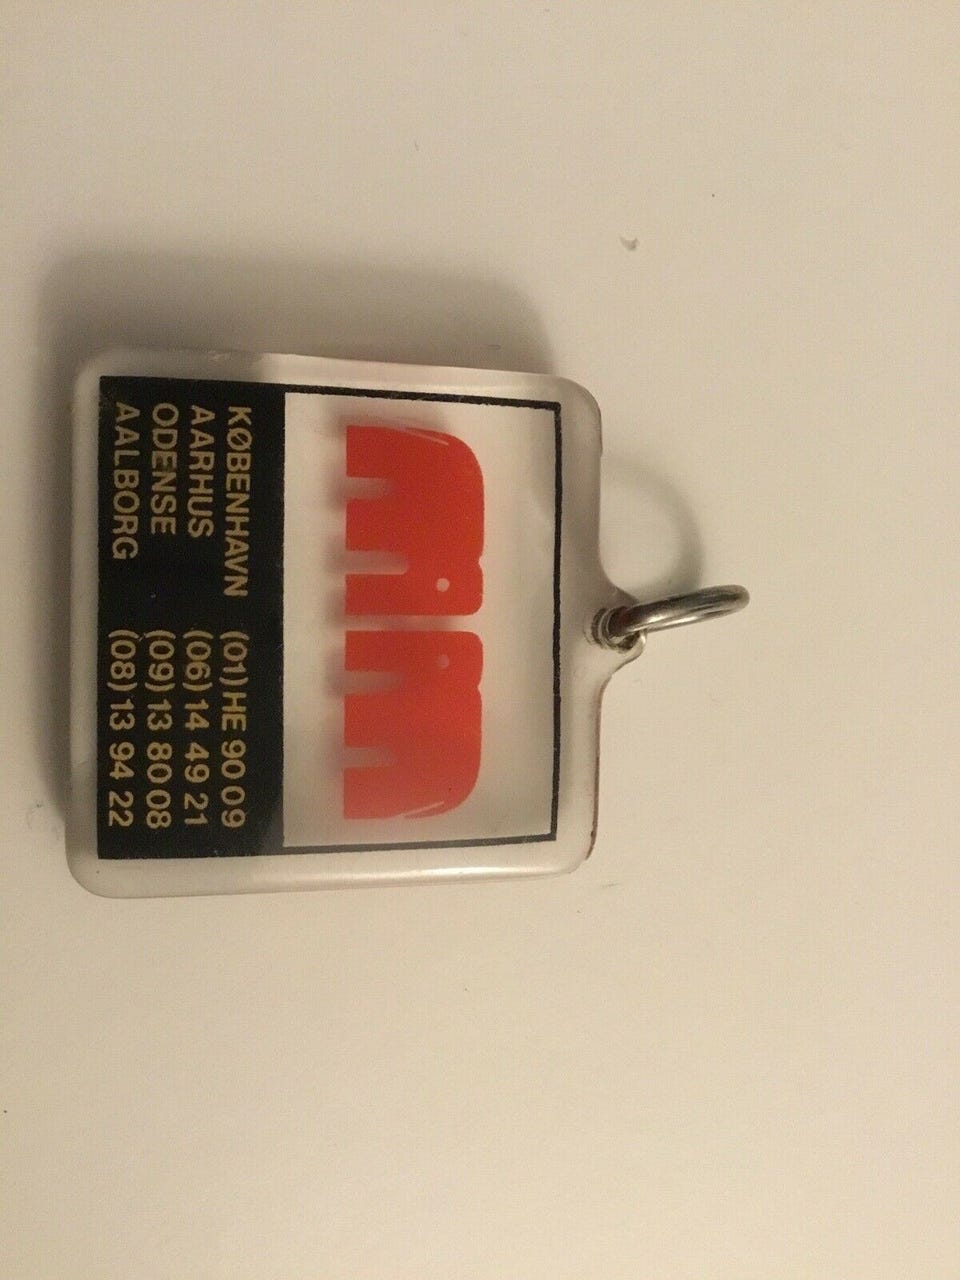 KØBENHAVN (01) HE 90 09
AARHUS (06) 14 49 21
ODENSE (09) 13 80 08
AALBORG (08) 13 94 22